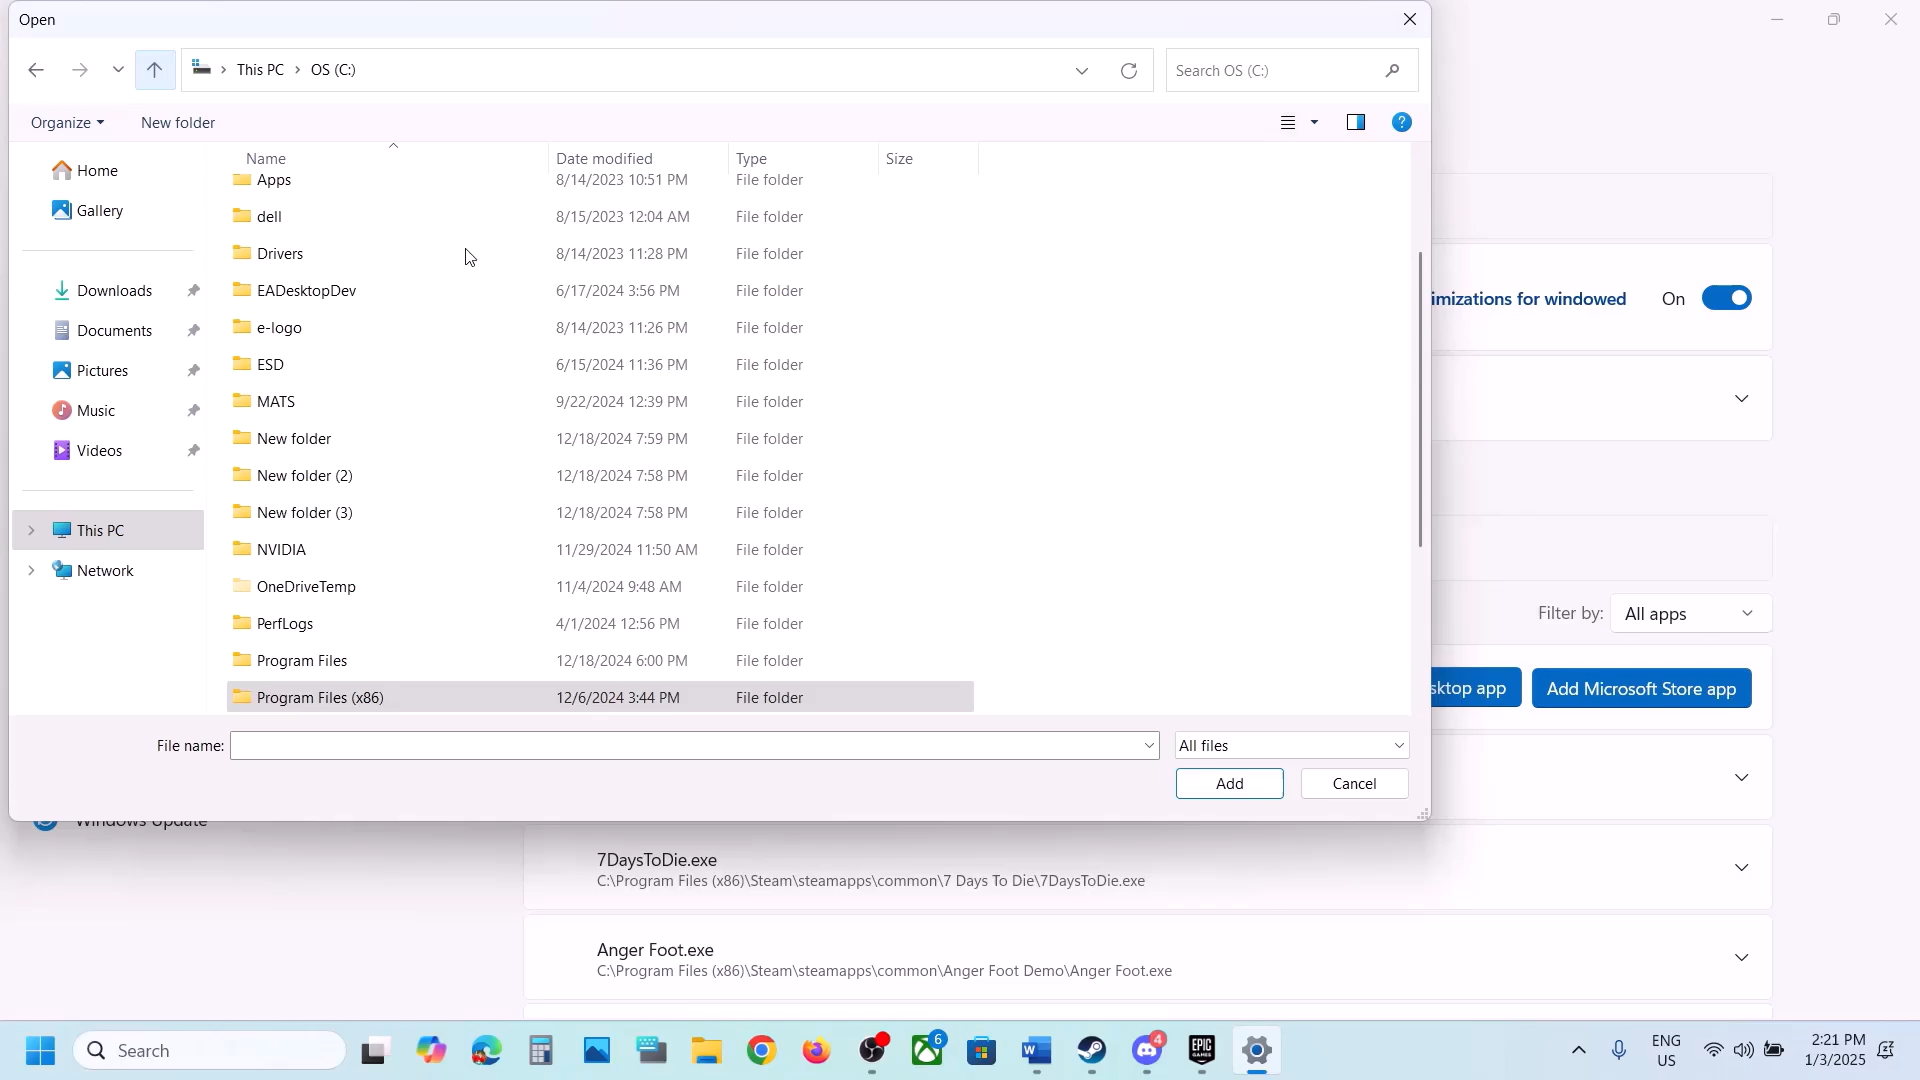 Open
This PC > OS (C:)
Search OS (C:)
Organize
New folder
?
Name
Date modified
Type
Size
Home
Gallery
Downloads
Documents
Pictures
Music
Videos
This PC
Network
Apps 8/14/2023 10:51 PM File folder
dell 8/15/2023 12:04 AM File folder
Drivers 8/14/2023 11:28 PM File folder
EADesktopDev 6/17/2024 3:56 PM File folder
e-logo 8/14/2023 11:26 PM File folder
ESD 6/15/2024 11:36 PM File folder
MATS 9/22/2024 12:39 PM File folder
New folder 12/18/2024 7:59 PM File folder
New folder (2) 12/18/2024 7:58 PM File folder
New folder (3) 12/18/2024 7:58 PM File folder
NVIDIA 11/29/2024 11:50 AM File folder
OneDriveTemp 11/4/2024 9:48 AM File folder
PerfLogs 4/1/2024 12:56 PM File folder
Program Files 12/18/2024 6:00 PM File folder
Program Files (x86) 12/6/2024 3:44 PM File folder
File name:
All files
Add
Cancel
imizations for windowed On
Filter by: All apps
sktop app
Add Microsoft Store app
Windows Update
7DaysToDie.exe
C:\Program Files (x86)\Steam\steamapps\common\7 Days To Die\7DaysToDie.exe
Anger Foot.exe
C:\Program Files (x86)\Steam\steamapps\common\Anger Foot Demo\Anger Foot.exe
Search
6
4
EPIC
GAMES
ENG
US
2:21 PM
1/3/2025